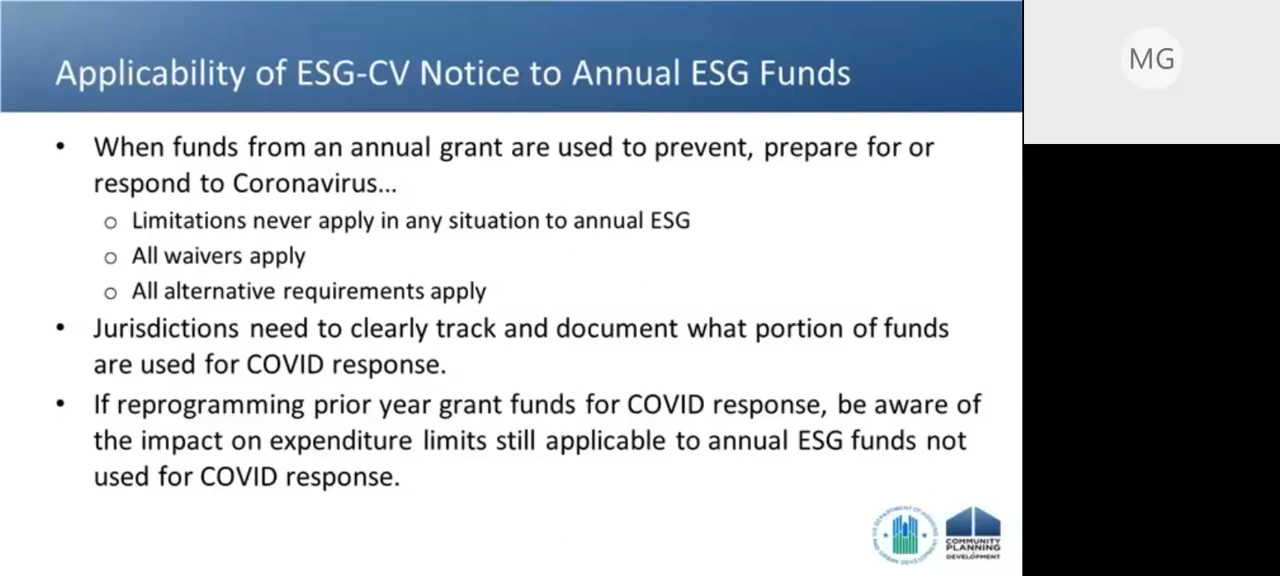 Applicability of ESG-CV Notice to Annual ESG Funds
MG
• When funds from an annual grant are used to prevent, prepare for or
respond to Coronavirus...
o Limitations never apply in any situation to annual ESG
o All waivers apply
o All alternative requirements apply
• Jurisdictions need to clearly track and document what portion of funds
are used for COVID response.
• If reprogramming prior year grant funds for COVID response, be aware of
the impact on expenditure limits still applicable to annual ESG funds not
used for COVID response.
COMMUNITY
PLANNING
DEVELOPMENT